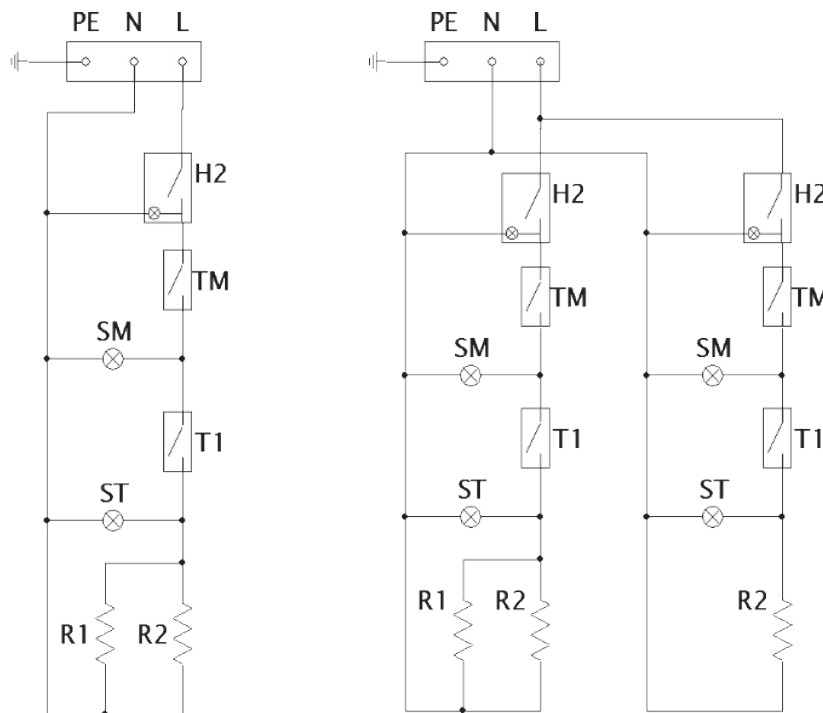 PE N L PE N L
H2 H2 H2
TM TM TM
SM SM SM
T1 T1 T1
ST ST ST
R1 R2 R1 R2 R2